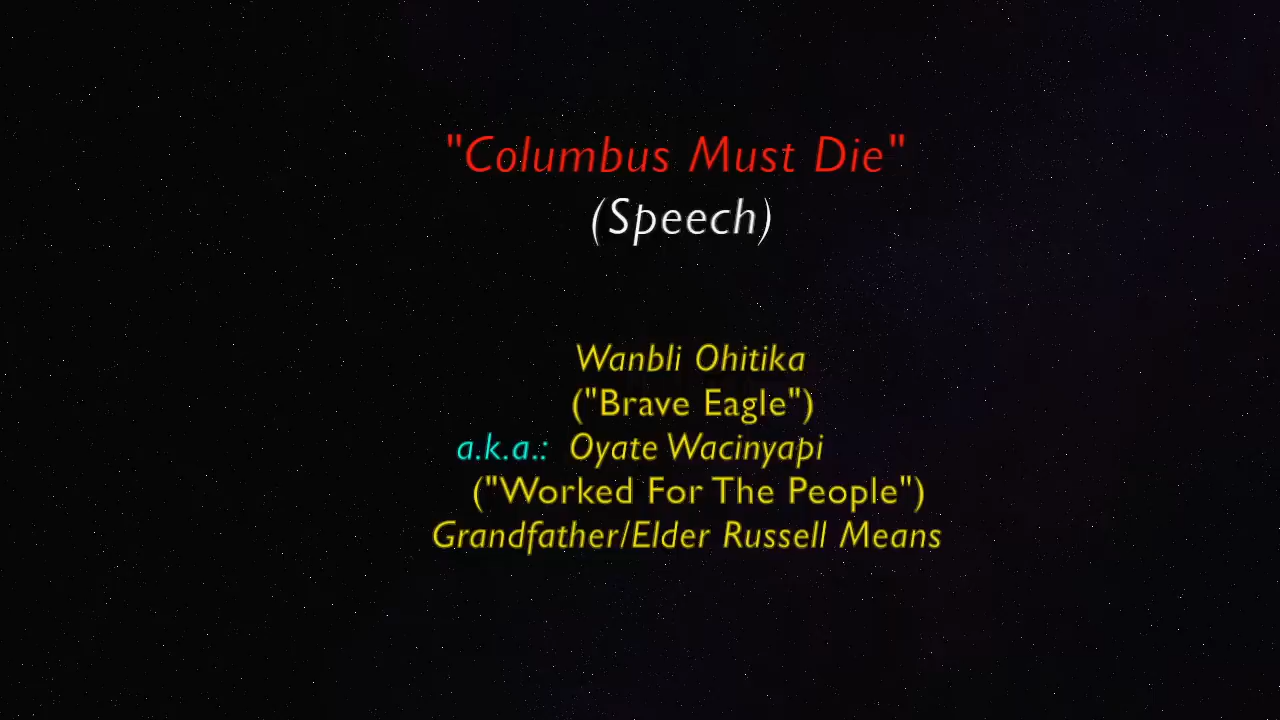 "Columbus Must Die"
(Speech)
Wanbli Ohitika
("Brave Eagle")
a.k.a.: Oyate Wacinyapi
("Worked For The People")
Grandfather/Elder Russell Means